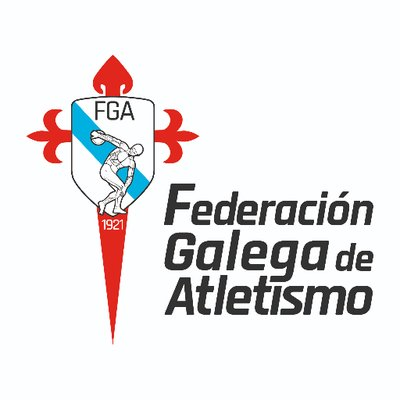 FGA
1921
Federación
Galega de
Atletismo